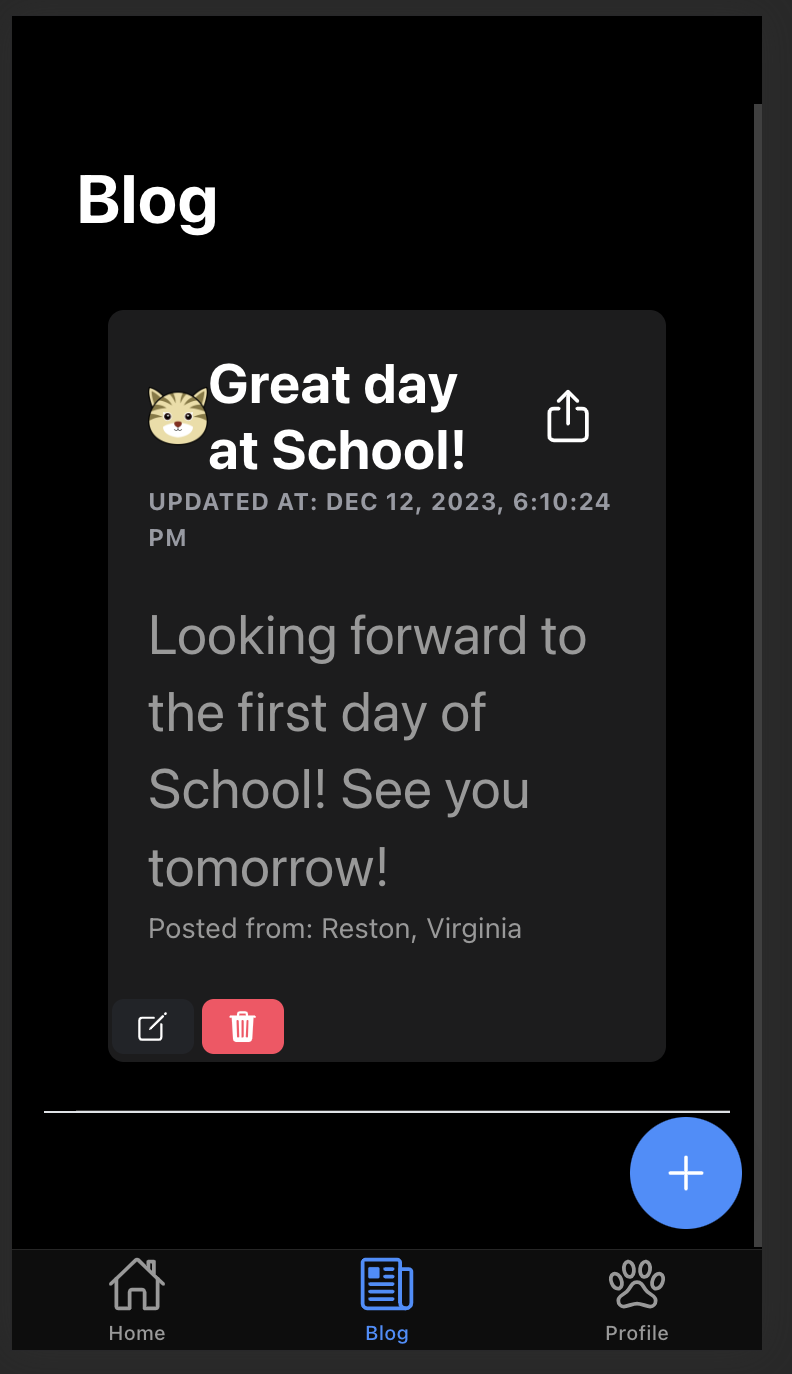 Blog
Great day
at School!
UPDATED AT: DEC 12, 2023, 6:10:24
PM
Looking forward to
the first day of
School! See you
tomorrow!
Posted from: Reston, Virginia
Home
Blog
Profile